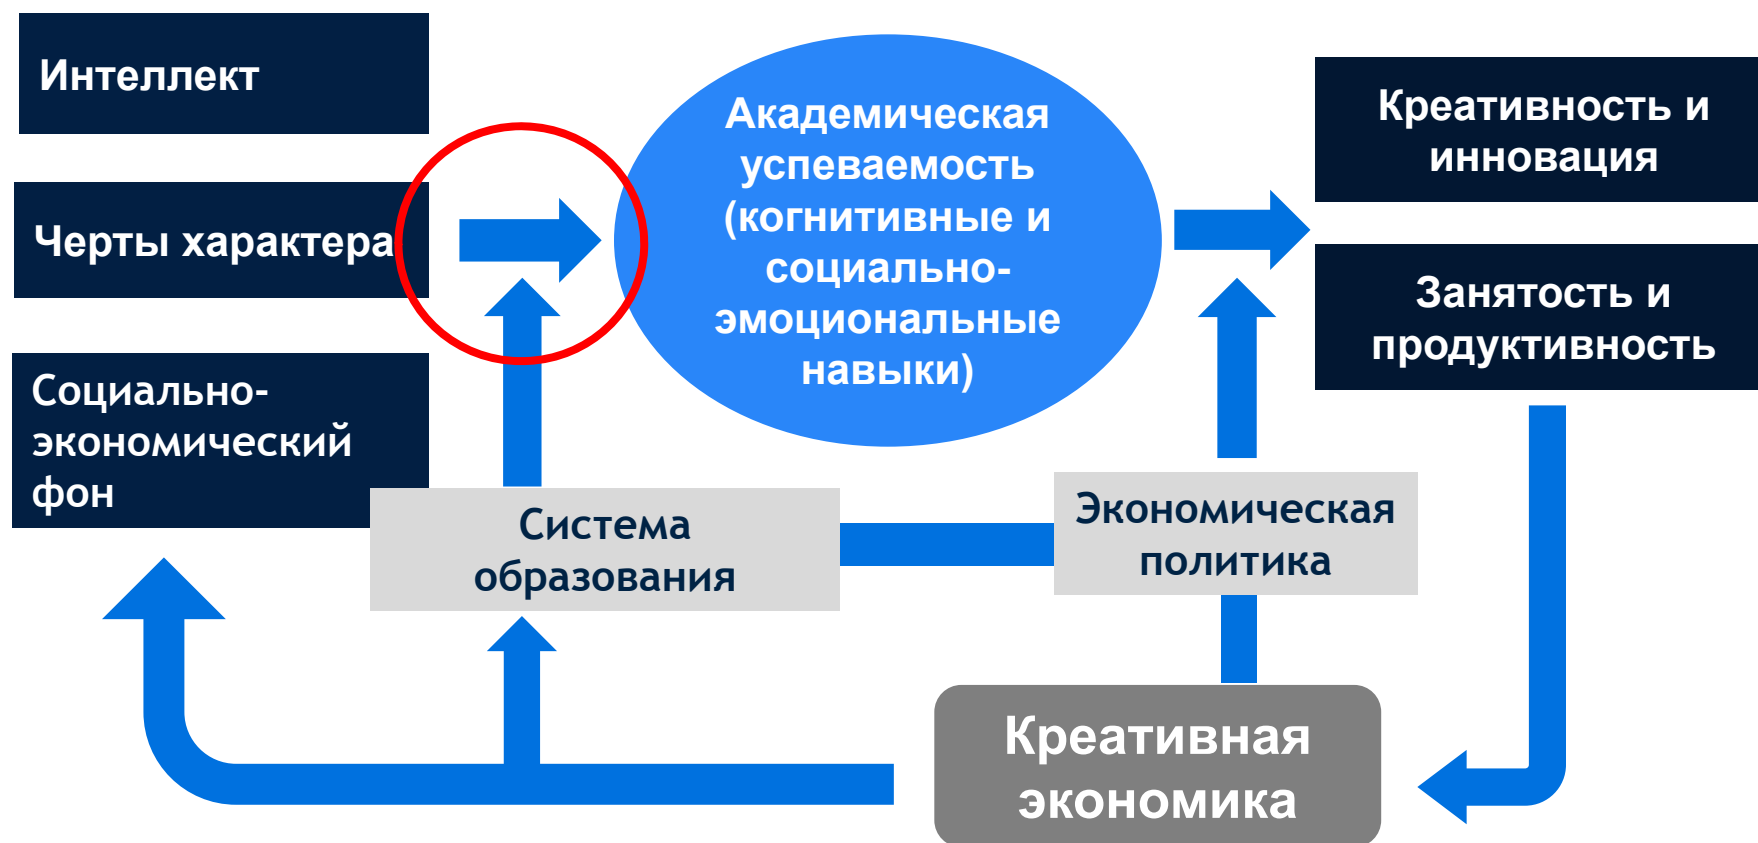 Интеллект
Черты характера
Социально-
экономический
фон
Академическая
успеваемость
(когнитивные и
социально-
эмоциональные
навыки)
Креативность и
инновация
Занятость и
продуктивность
Система
образования
Экономическая
политика
Креативная
экономика